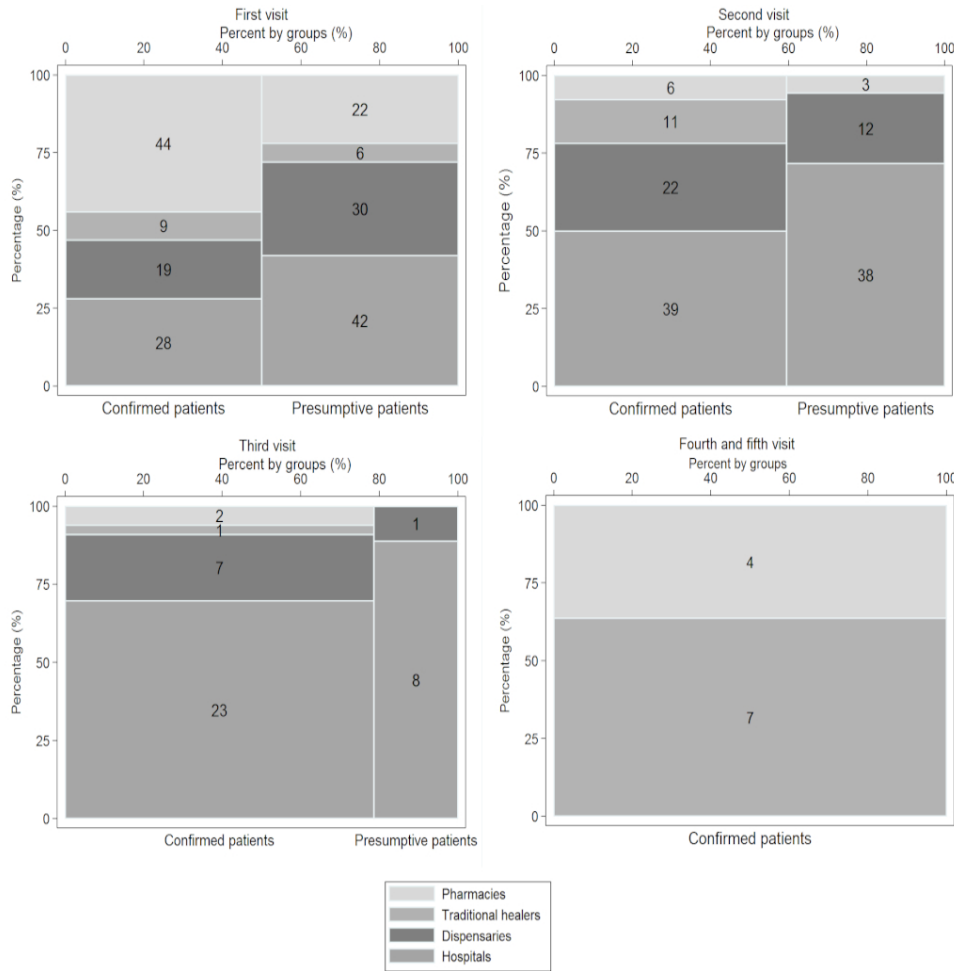 First visit
Percent by groups (%)
0 20 40 60 80 100
100
75
50
25
0
Percentage (%)
44
9
19
28
22
6
30
42
Confirmed patients Presumptive patients
Second visit
Percent by groups (%)
0 20 40 60 80 100
100
75
50
25
0
Percentage (%)
6
11
22
39
3
12
38
Confirmed patients Presumptive patients
Third visit
Percent by groups (%)
0 20 40 60 80 100
100
75
50
25
0
Percentage (%)
2
1
7
23
1
8
Confirmed patients Presumptive patients
Fourth and fifth visit
Percent by groups
0 20 40 60 80 100
100
75
50
25
0
Percentage (%)
4
7
Confirmed patients
Pharmacies
Traditional healers
Dispensaries
Hospitals